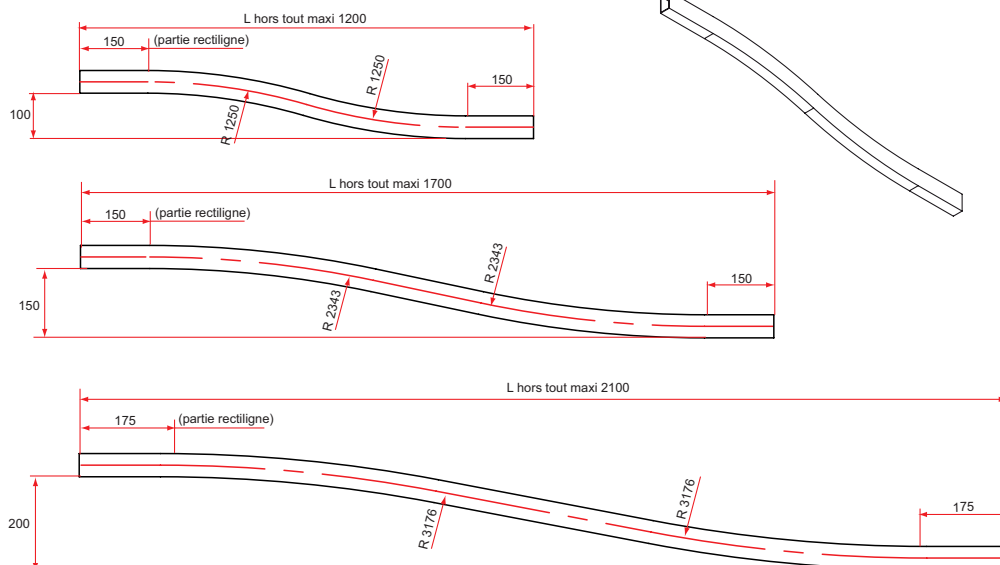 L hors tout maxi 1200
150
(partie rectiligne)
R 1250
R 1250
150
100
L hors tout maxi 1700
150
(partie rectiligne)
R 2343
R 2343
150
150
L hors tout maxi 2100
175
(partie rectiligne)
R 3176
R 3176
175
200